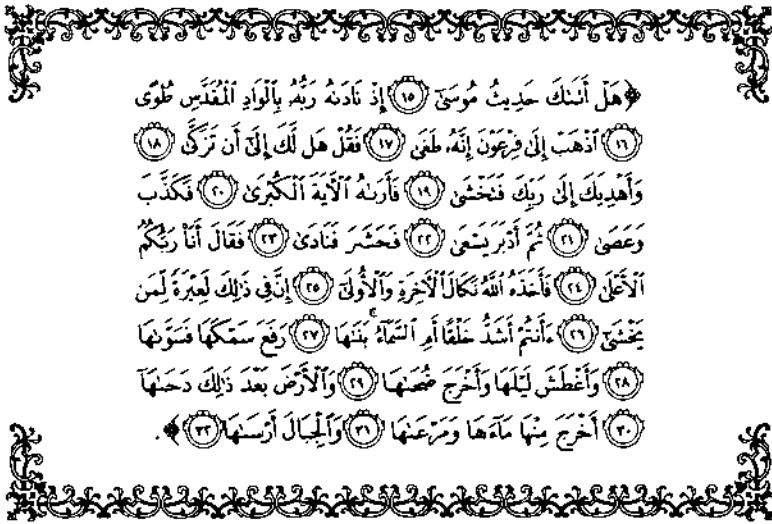 ﴿هَلْ أَتَىٰكَ حَدِيثُ مُوسَىٰٓ ١٥ إِذْ نَادَىٰهُ رَبُّهُۥ بِٱلْوَادِ ٱلْمُقَدَّسِ طُوًى
١٦ ٱذْهَبْ إِلَىٰ فِرْعَوْنَ إِنَّهُۥ طَغَىٰ ١٧ فَقُلْ هَل لَّكَ إِلَىٰٓ أَن تَزَكَّىٰ ١٨
وَأَهْدِيَكَ إِلَىٰ رَبِّكَ فَتَخْشَىٰ ١٩ فَأَرَىٰهُ ٱلْءَايَةَ ٱلْكُبْرَىٰ ٢٠ فَكَذَّبَ
وَعَصَىٰ ٢١ ثُمَّ أَدْبَرَ يَسْعَىٰ ٢٢ فَحَشَرَ فَنَادَىٰ ٢٣ فَقَالَ أَنَا۠ رَبُّكُمُ
ٱلْأَعْلَىٰ ٢٤ فَأَخَذَهُ ٱللَّهُ نَكَالَ ٱلْءَاخِرَةِ وَٱلْأُولَىٰٓ ٢٥ إِنَّ فِى ذَٰلِكَ لَعِبْرَةً لِّمَن
يَخْشَىٰٓ ٢٦ ءَأَنتُمْ أَشَدُّ خَلْقًا أَمِ ٱلسَّمَآءُ ۚ بَنَىٰهَا ٢٧ رَفَعَ سَمْكَهَا فَسَوَّىٰهَا
٢٨ وَأَغْطَشَ لَيْلَهَا وَأَخْرَجَ ضُحَىٰهَا ٢٩ وَٱلْأَرْضَ بَعْدَ ذَٰلِكَ دَحَىٰهَآ
٣٠ أَخْرَجَ مِنْهَا مَآءَهَا وَمَرْعَىٰهَا ٣١ وَٱلْجِبَالَ أَرْسَىٰهَا ٣٢﴾.